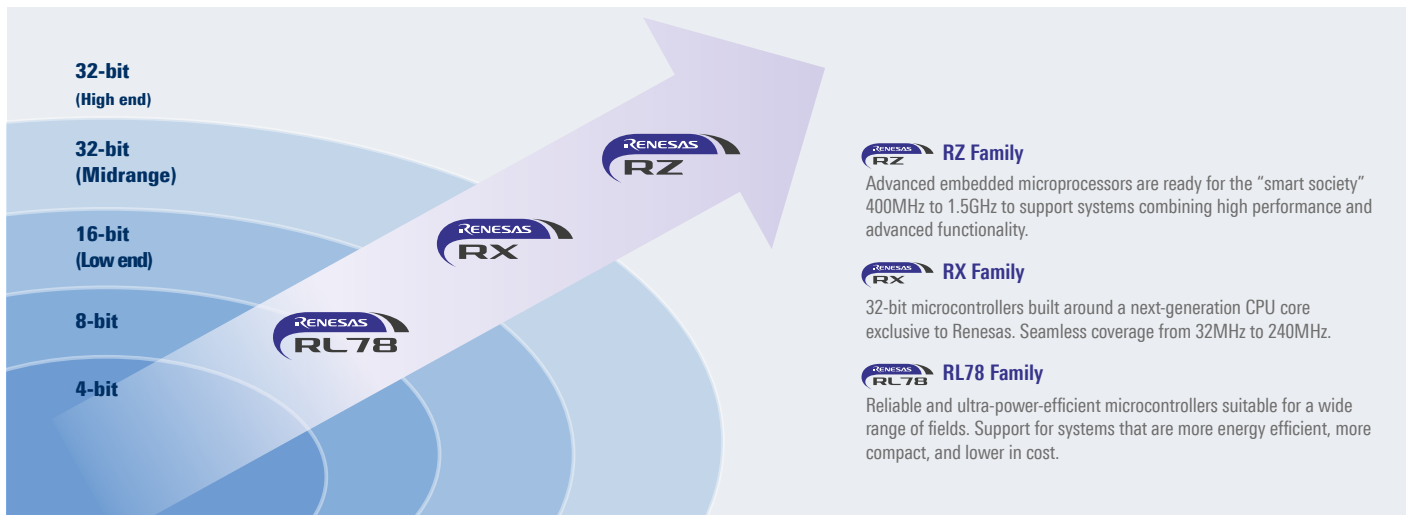 32-bit
(High end)
32-bit
(Midrange)
16-bit
(Low end)
8-bit
4-bit
RENESAS
RZ
RENESAS
RX
RENESAS
RL78
RENESAS
RZ
RZ Family
Advanced embedded microprocessors are ready for the “smart society”
400MHz to 1.5GHz to support systems combining high performance and
advanced functionality.
RENESAS
RX
RX Family
32-bit microcontrollers built around a next-generation CPU core
exclusive to Renesas. Seamless coverage from 32MHz to 240MHz.
RENESAS
RL78
RL78 Family
Reliable and ultra-power-efficient microcontrollers suitable for a wide
range of fields. Support for systems that are more energy efficient, more
compact, and lower in cost.